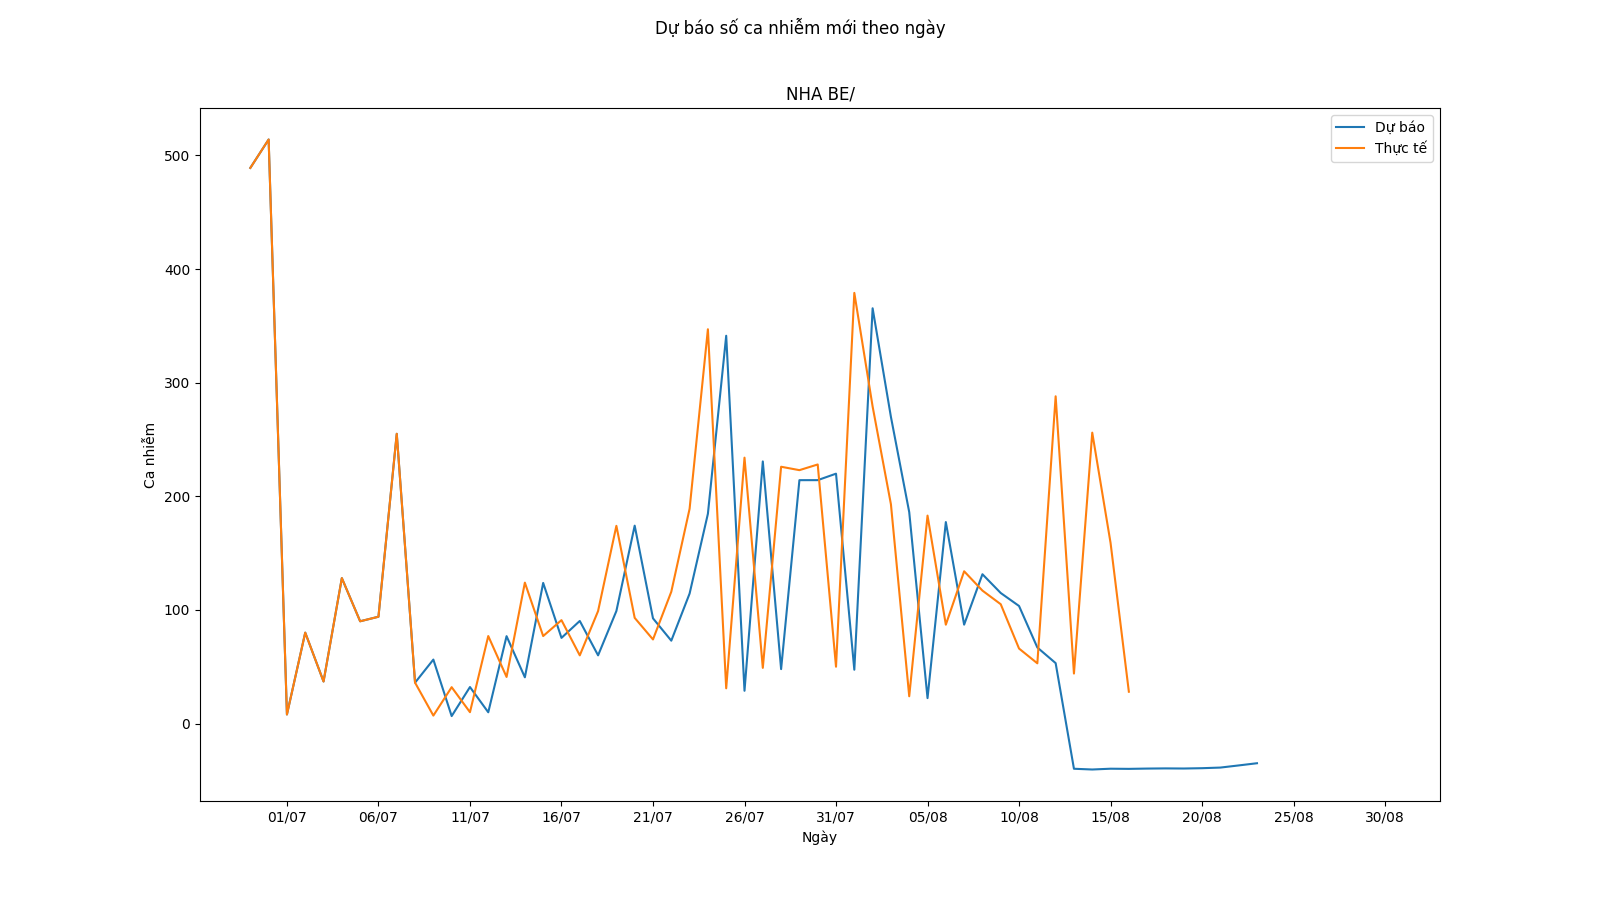 Dự báo số ca nhiễm mới theo ngày
NHA BE/
Dự báo
Thực tế
500
400
300
200
100
0
Ca nhiễm
01/07 06/07 11/07 16/07 21/07 26/07 31/07 05/08 10/08 15/08 20/08 25/08 30/08
Ngày